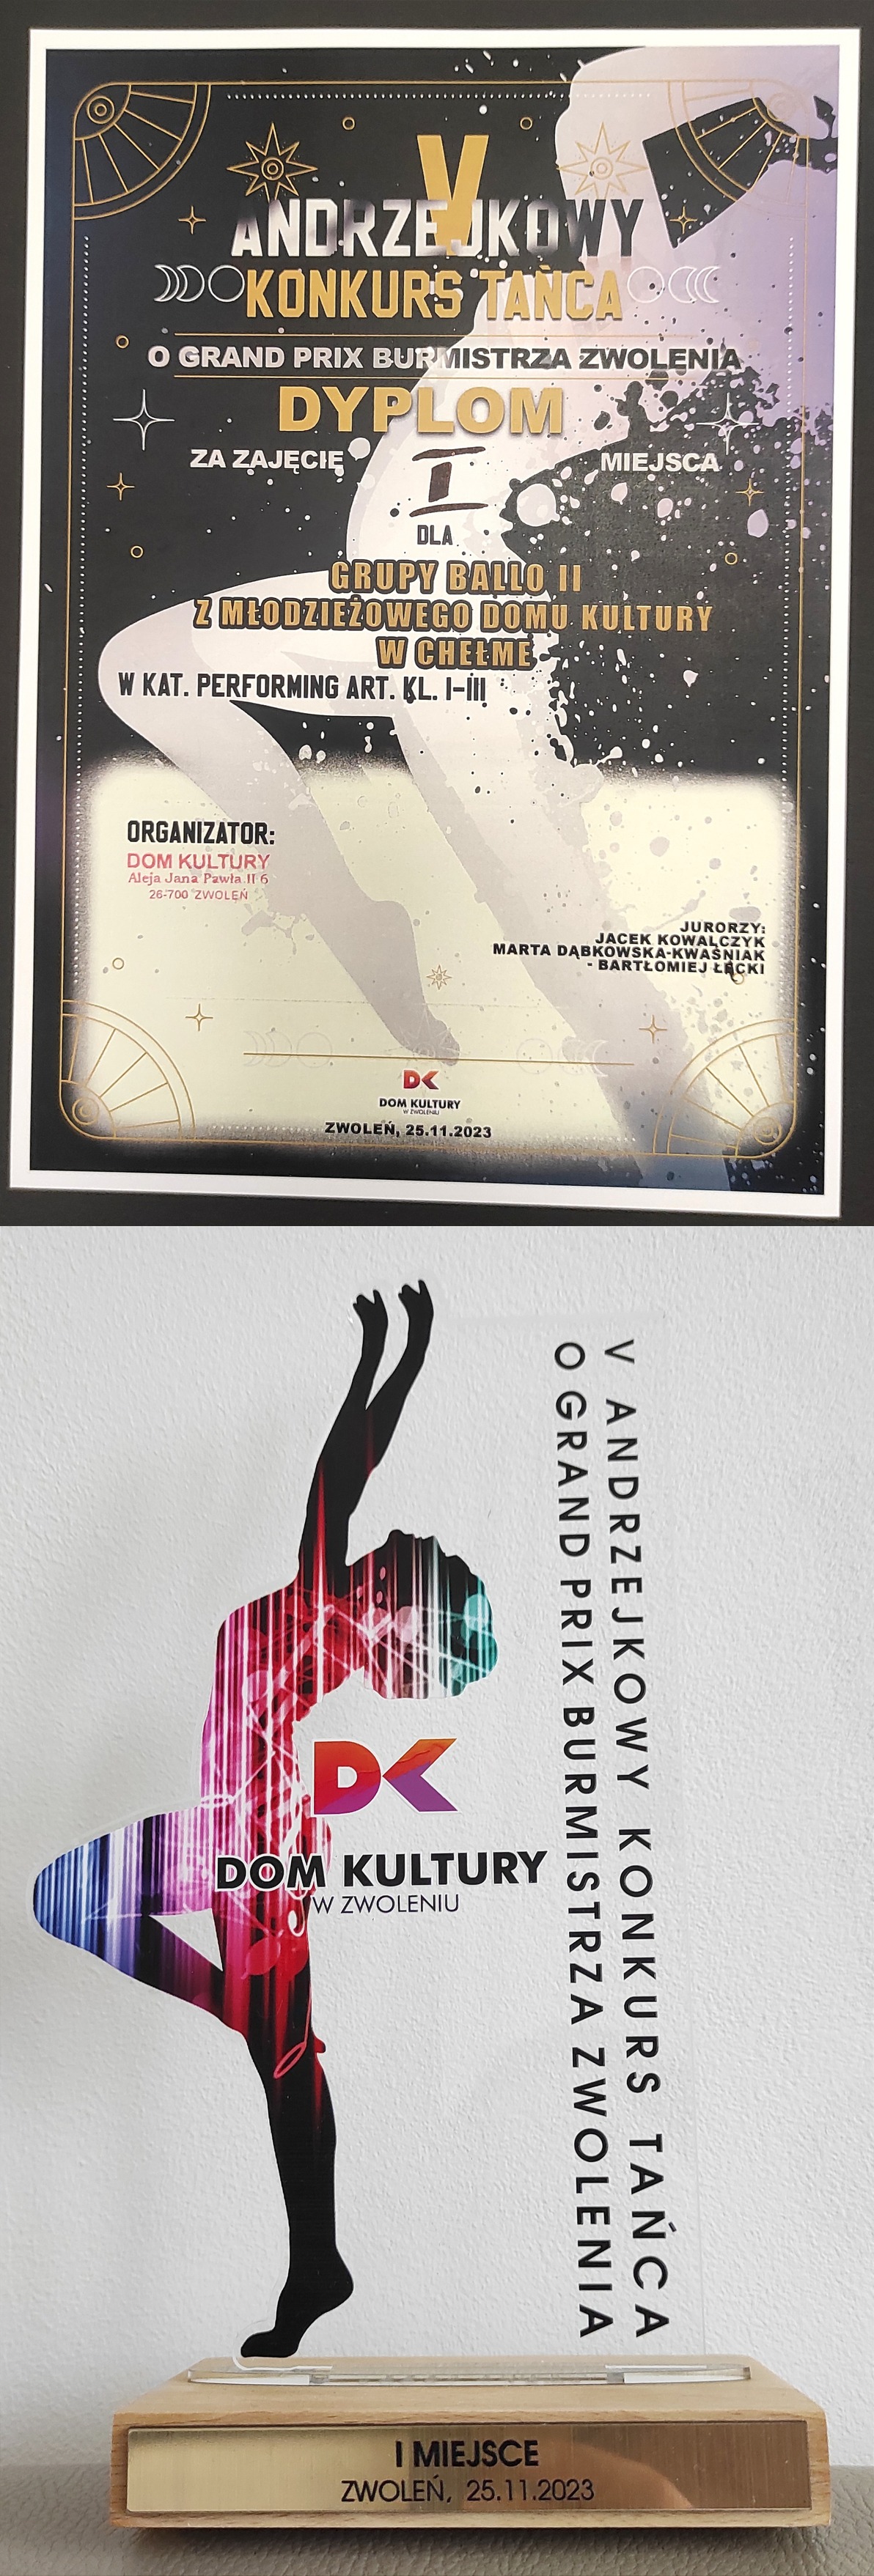 V
ANDRZEJKOWY
KONKURS TAŃCA
O GRAND PRIX BURMISTRZA ZWOLENIA
DYPLOM
ZA ZAJĘCIE I MIEJSCA
DLA
GRUPY BALLO II
Z MŁODZIEŻOWEGO DOMU KULTURY
W CHEŁMIE
W KAT. PERFORMING ART. KL. I-III
ORGANIZATOR:
DOM KULTURY
Aleja Jana Pawła II 6
26-700 ZWOLEŃ
JURORZY:
JACEK KOWALCZYK
MARTA DĄBKOWSKA-KWAŚNIAK
- BARTŁOMIEJ ŁĄCKI
DK
DOM KULTURY
W ZWOLENIU
ZWOLEŃ, 25.11.2023
V ANDRZEJKOWY KONKURS TAŃCA
O GRAND PRIX BURMISTRZA ZWOLENIA
DK
DOM KULTURY
W ZWOLENIU
I MIEJSCE
ZWOLEŃ, 25.11.2023